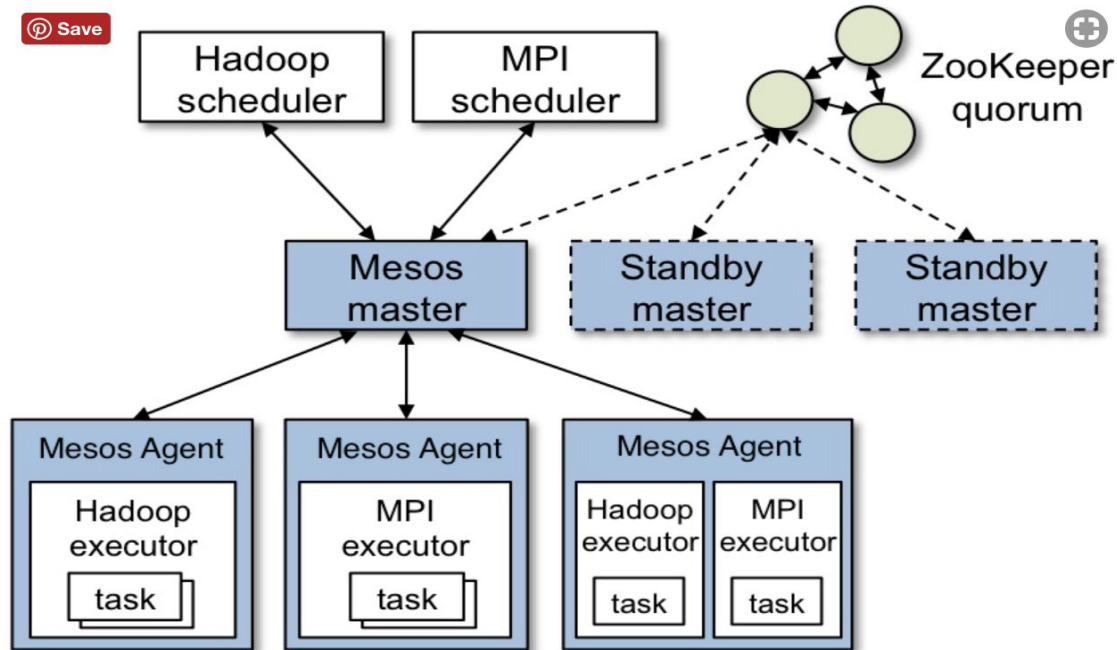 Save
Hadoop
scheduler
MPI
scheduler
ZooKeeper
quorum
Mesos
master
Standby
master
Standby
master
Mesos Agent
Hadoop
executor
task
Mesos Agent
MPI
executor
task
Mesos Agent
Hadoop
executor
task
MPI
executor
task